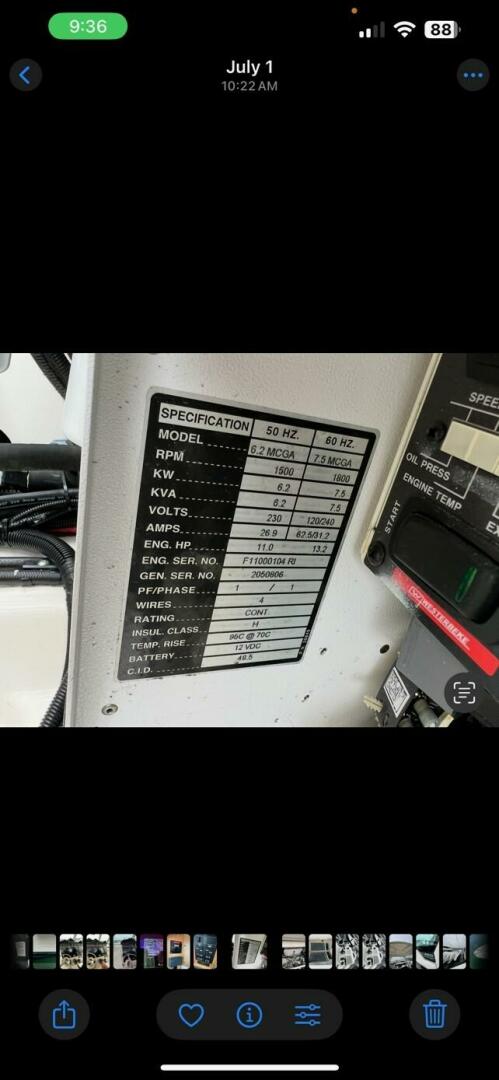 9:36
88
July 1
10:22 AM
SPECIFICATION 50 HZ. 60 HZ.
MODEL 6.2 MCGA 7.5 MCGA
RPM 1500 1800
KW 6.2 7.5
KVA 6.2 7.5
VOLTS 230 120/240
AMPS 26.9 62.5/31.2
ENG. HP. 11.0 13.2
ENG. SER. NO. F11000104 RI
GEN. SER. NO. 2050806
PF/PHASE 1 / 1
WIRES 4
RATING CONT.
INSUL. CLASS H
TEMP. RISE 90C @ 70C
BATTERY 12 VDC
C.I.D. 49.5
SPEE
OIL PRESS
ENGINE TEMP
EX
START
WESTERBEKE